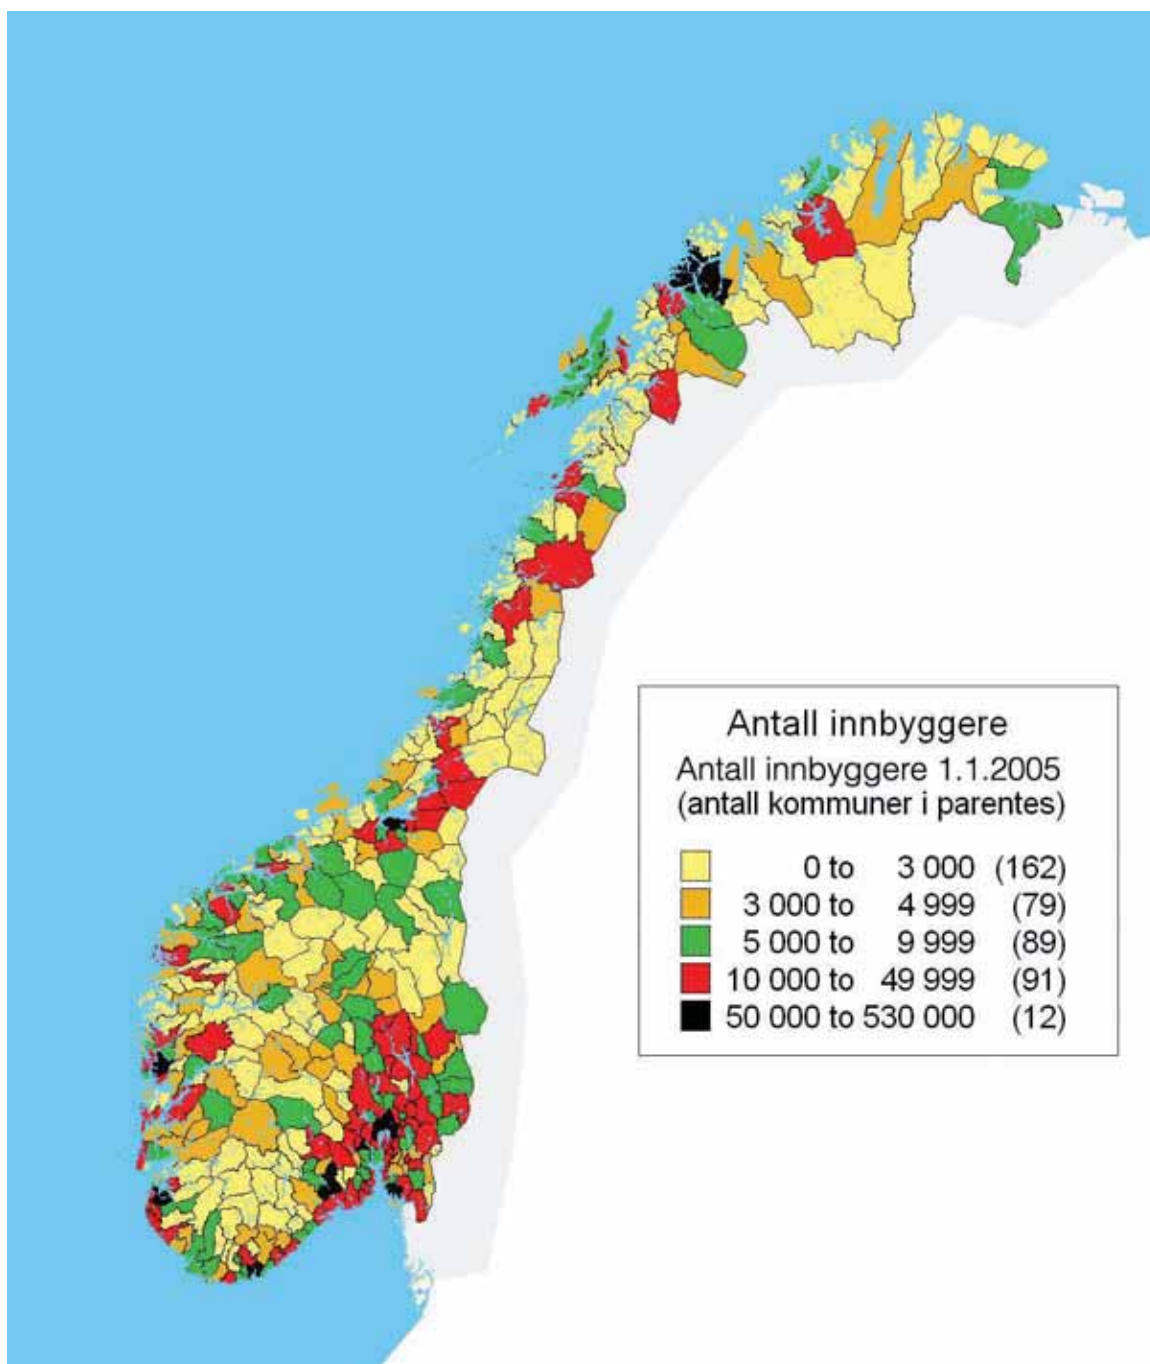 Antall innbyggere
Antall innbyggere 1.1.2005
(antall kommuner i parentes)
0 to 3 000 (162)
3 000 to 4 999 (79)
5 000 to 9 999 (89)
10 000 to 49 999 (91)
50 000 to 530 000 (12)